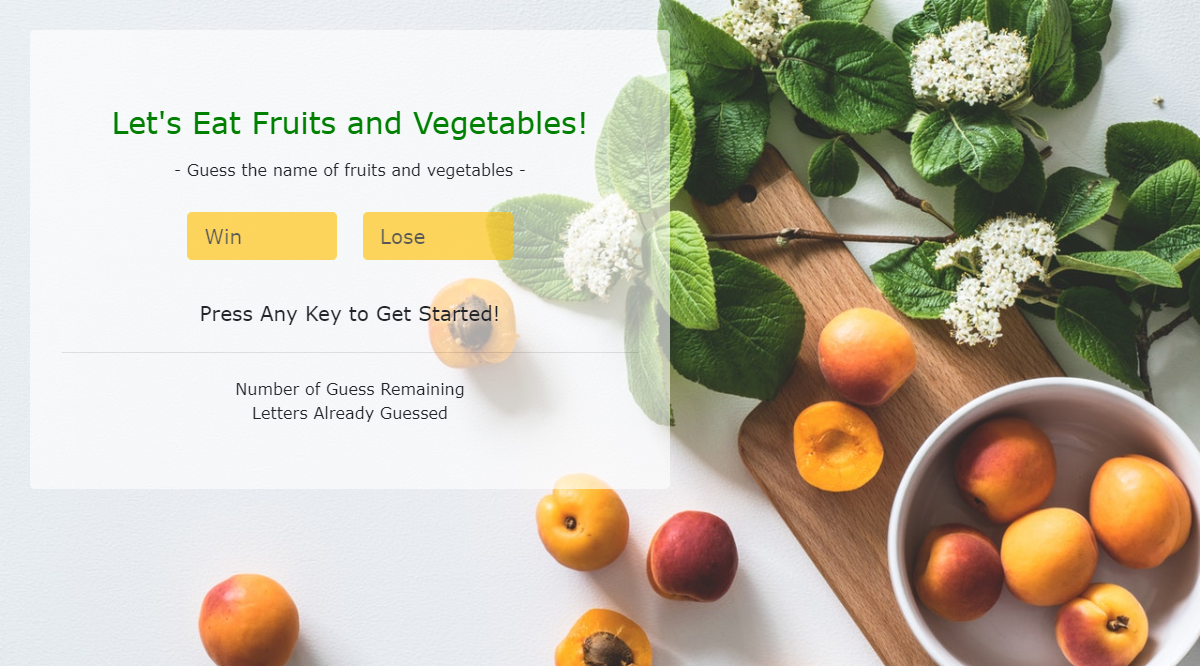 Let's Eat Fruits and Vegetables!
- Guess the name of fruits and vegetables -
Win Lose
Press Any Key to Get Started!
Number of Guess Remaining
Letters Already Guessed